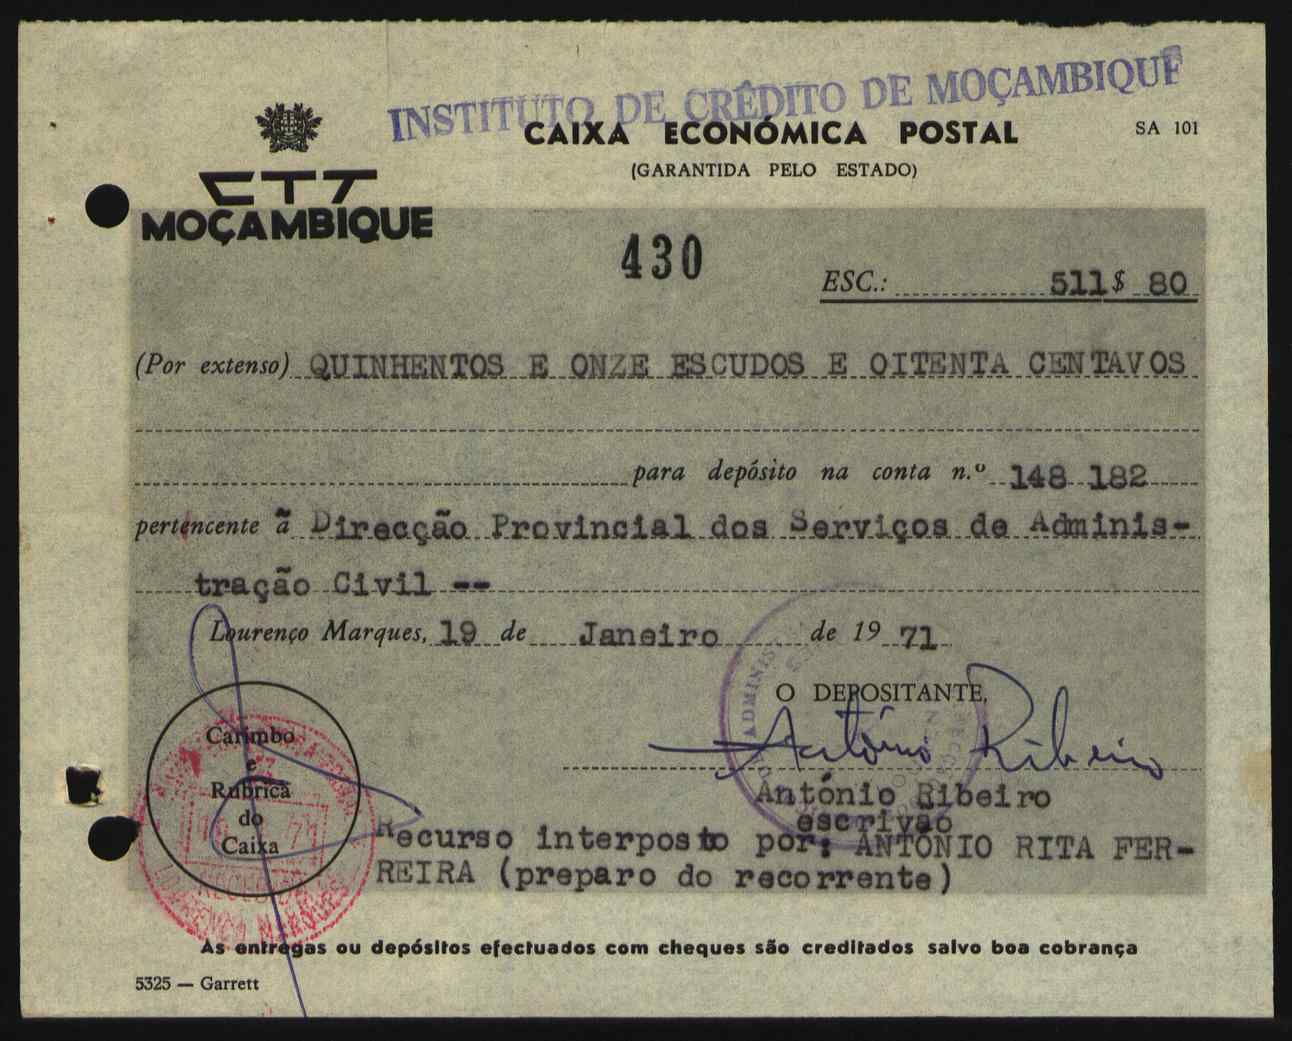 INSTITUTO DE CRÉDITO DE MOÇAMBIQUE
CAIXA ECONÓMICA POSTAL
SA 101
(GARANTIDA PELO ESTADO)
CTT
MOÇAMBIQUE
430
ESC.: 511$ 80
(Por extenso) QUINHENTOS E ONZE ESCUDOS E OITENTA CENTAVOS
para depósito na conta n.º 148 182
pertencente ã Direcção Provincial dos Serviços de Adminis-
tração Civil --
Lourenço Marques, 19 de Janeiro de 19 71
O DEPOSITANTE,
António Ribeiro
António Ribeiro
escrivão
Carimbo
e
Rubrica
do
Caixa
Recurso interposto por: ANTÓNIO RITA FER-
REIRA (preparo do recorrente)
LOURENÇO MARQUES
As entregas ou depósitos efectuados com cheques são creditados salvo boa cobrança
5325 — Garrett